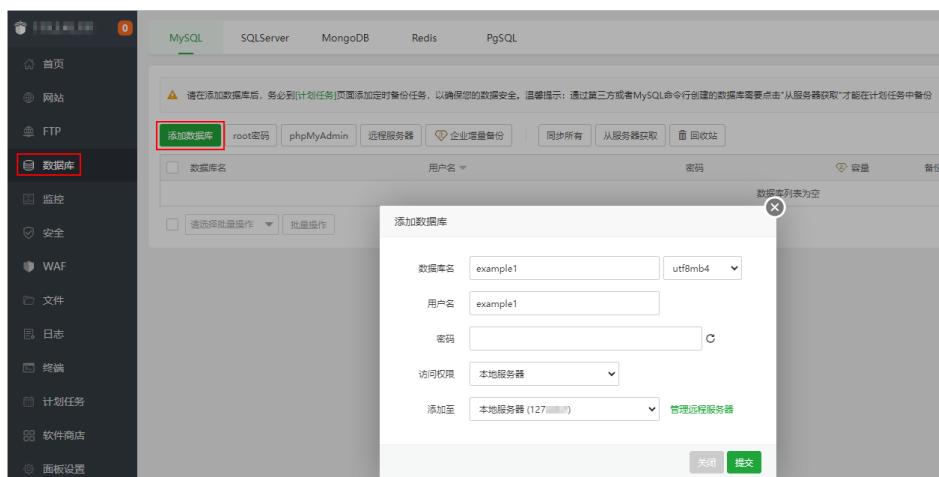 0
首页
网站
FTP
数据库
监控
安全
WAF
文件
日志
终端
计划任务
软件商店
面板设置
MySQL SQLServer MongoDB Redis PgSQL
请在添加数据库后，务必到[计划任务]页面添加定时备份任务，以确保您的数据安全。温馨提示：通过第三方或者MySQL命令行创建的数据库需要点击"从服务器获取"才能在计划任务中备份
添加数据库 root密码 phpMyAdmin 远程服务器 企业增量备份 同步所有 从服务器获取 回收站
数据库名 用户名 密码 容量
数据库列表为空
请选择批量操作 批量操作
添加数据库
数据库名 example1 utf8mb4
用户名 example1
密码
访问权限 本地服务器
添加至 本地服务器 (127 ) 管理远程服务器
关闭 提交